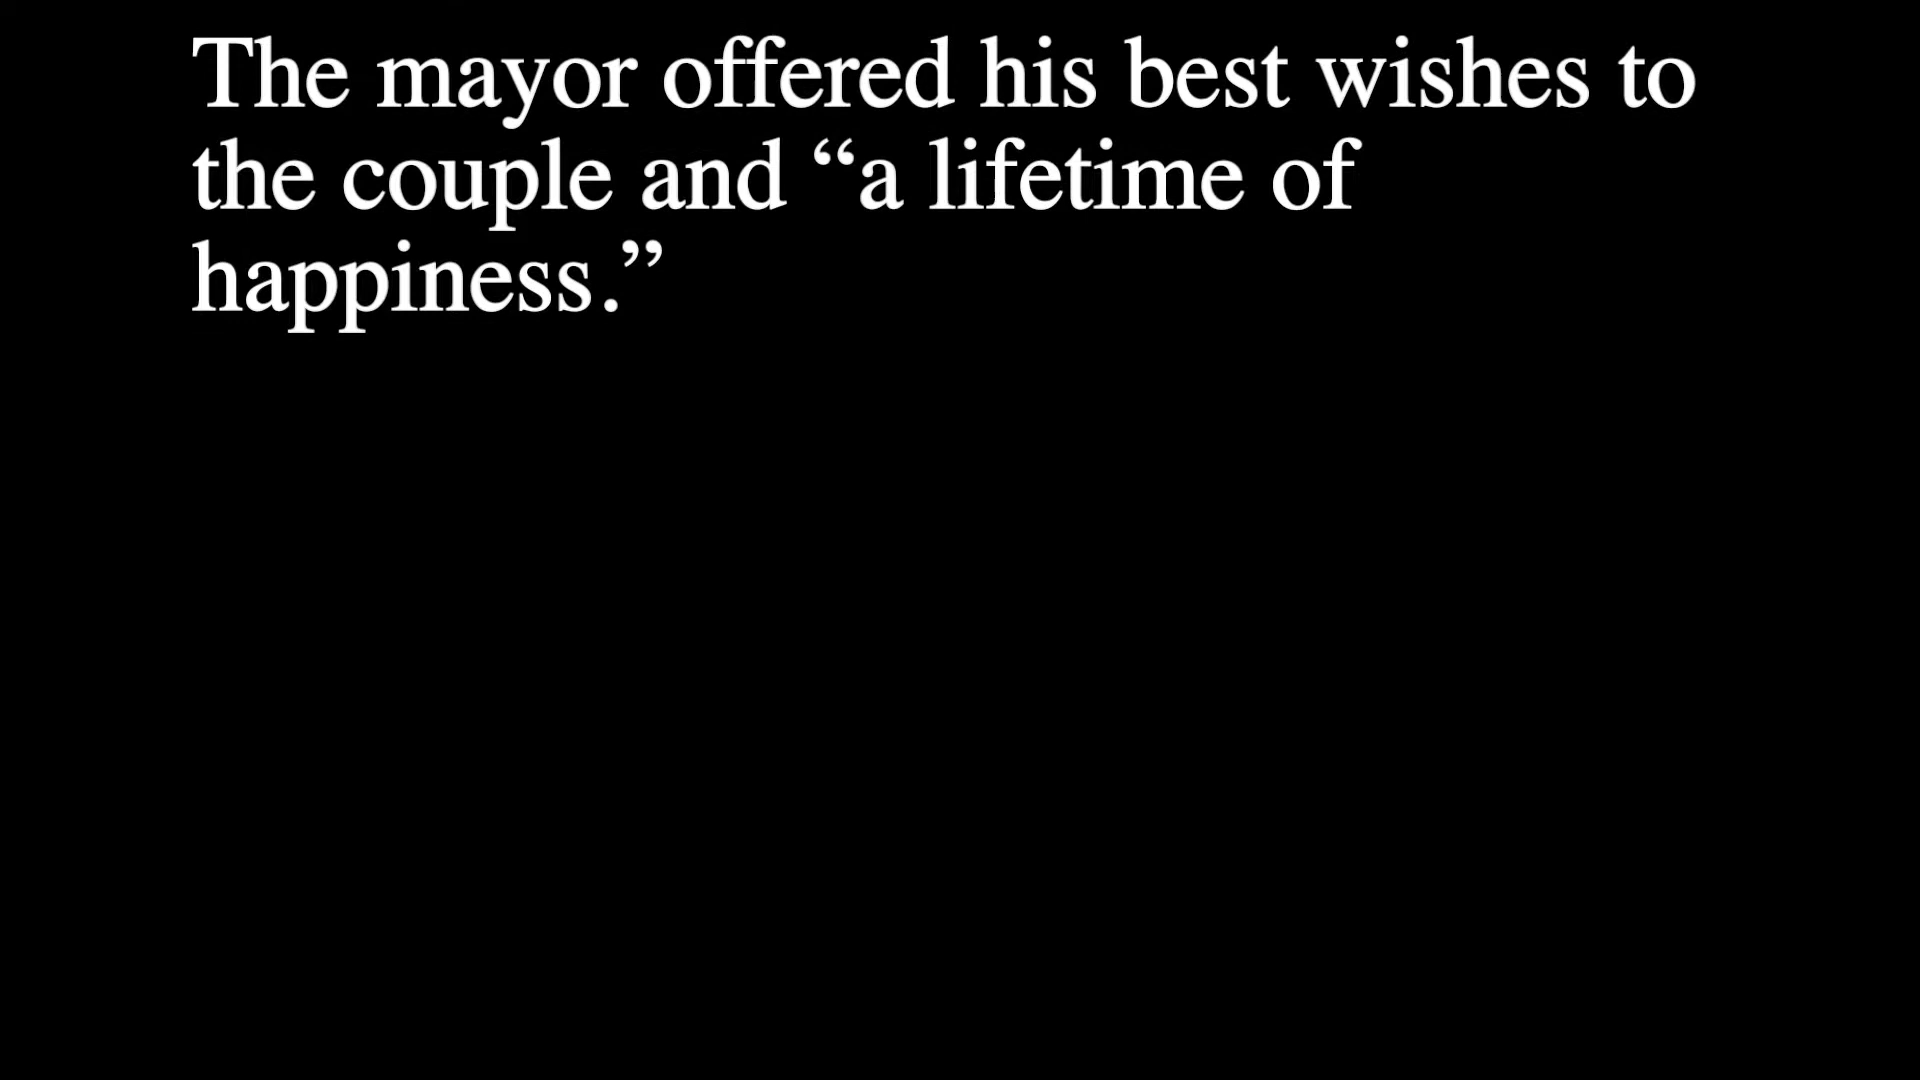 The mayor offered his best wishes to
the couple and “a lifetime of
happiness.”